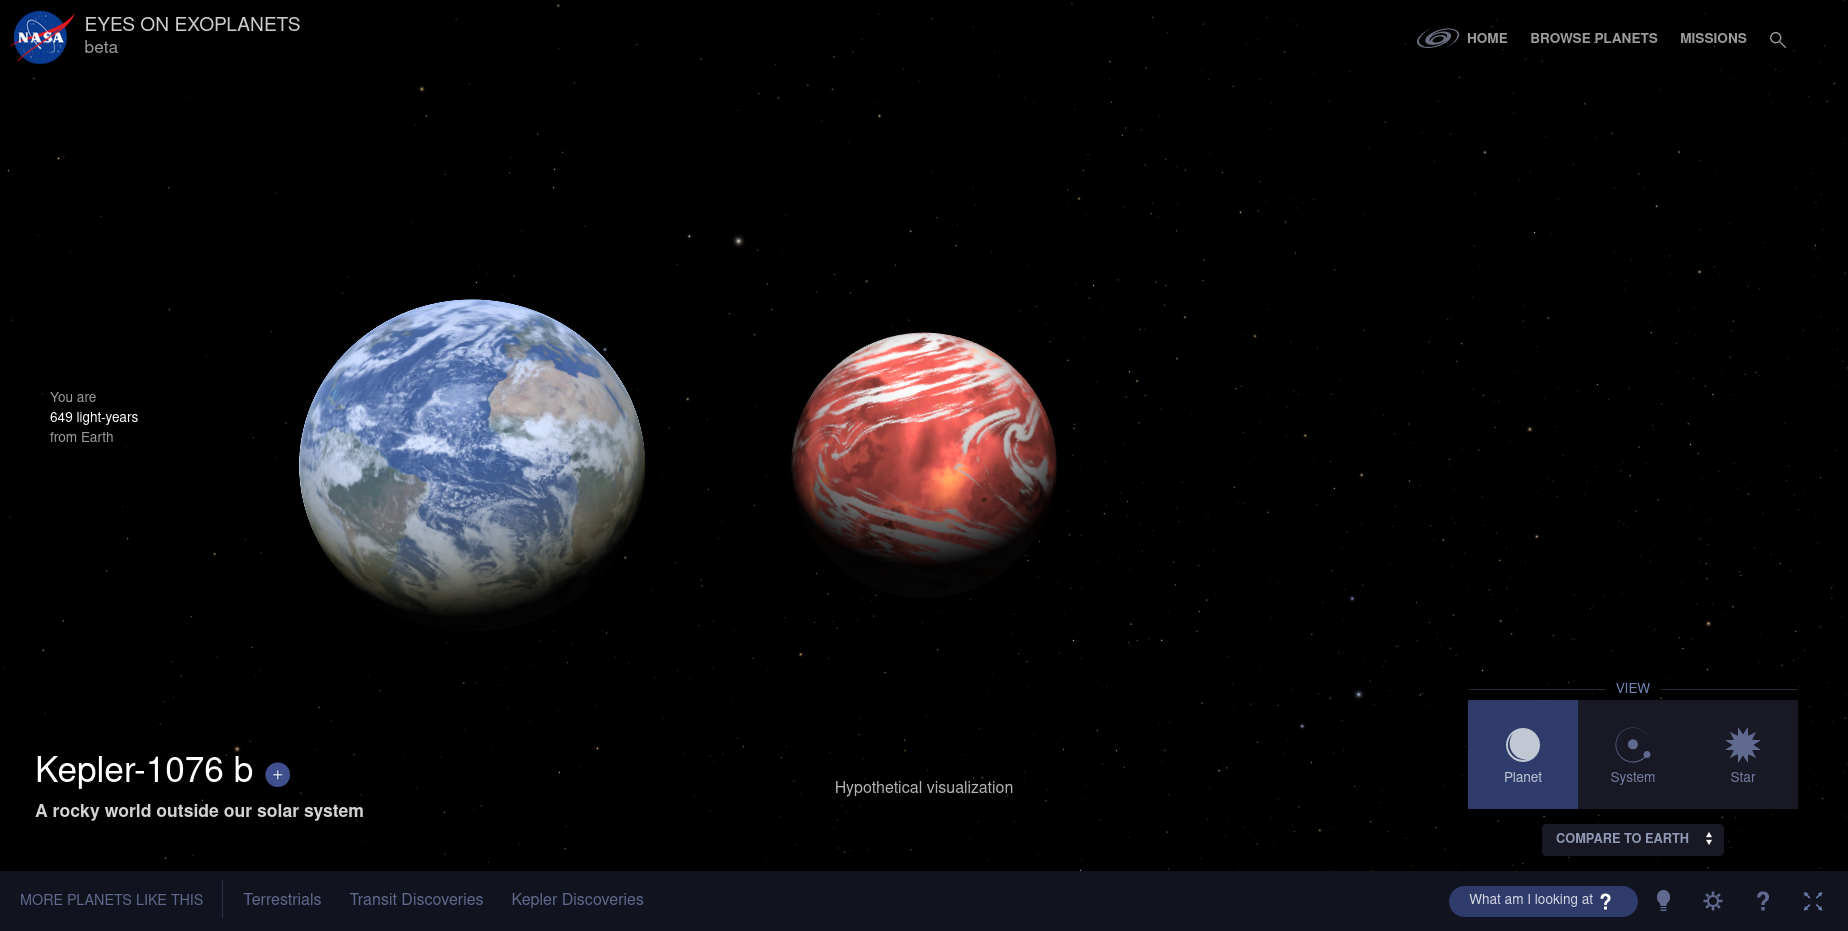 NASA
EYES ON EXOPLANETS
beta
HOME
BROWSE PLANETS
MISSIONS
You are
649 light-years
from Earth
VIEW
Planet
System
Star
Kepler-1076 b +
A rocky world outside our solar system
Hypothetical visualization
COMPARE TO EARTH
MORE PLANETS LIKE THIS
Terrestrials
Transit Discoveries
Kepler Discoveries
What am I looking at ?
?